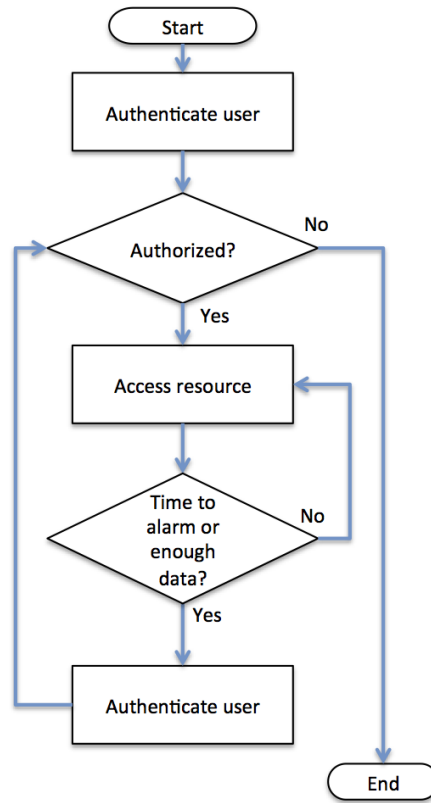 Start
Authenticate user
Authorized?
No
Yes
Access resource
Time to
alarm or
enough
data?
No
Yes
Authenticate user
End